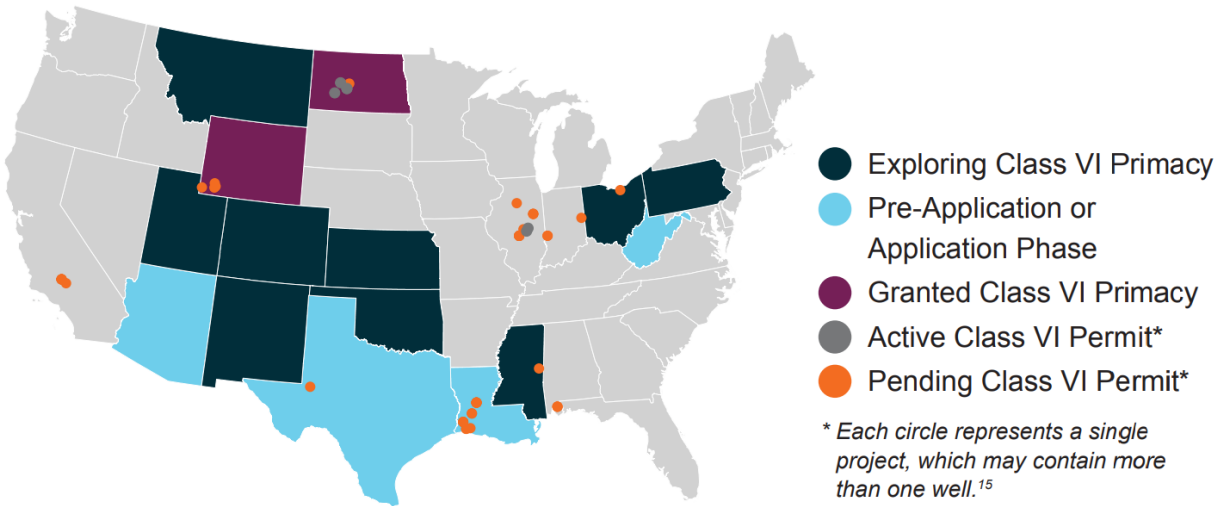 Exploring Class VI Primacy
Pre-Application or
Application Phase
Granted Class VI Primacy
Active Class VI Permit*
Pending Class VI Permit*
* Each circle represents a single
project, which may contain more
than one well.15